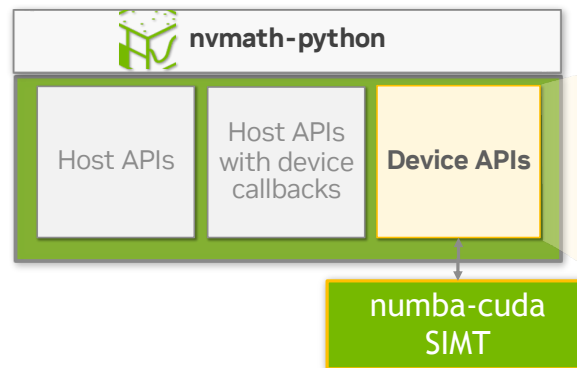 nvmath-python
Host APIs
Host APIs
with device
callbacks
Device APIs
numba-cuda
SIMT